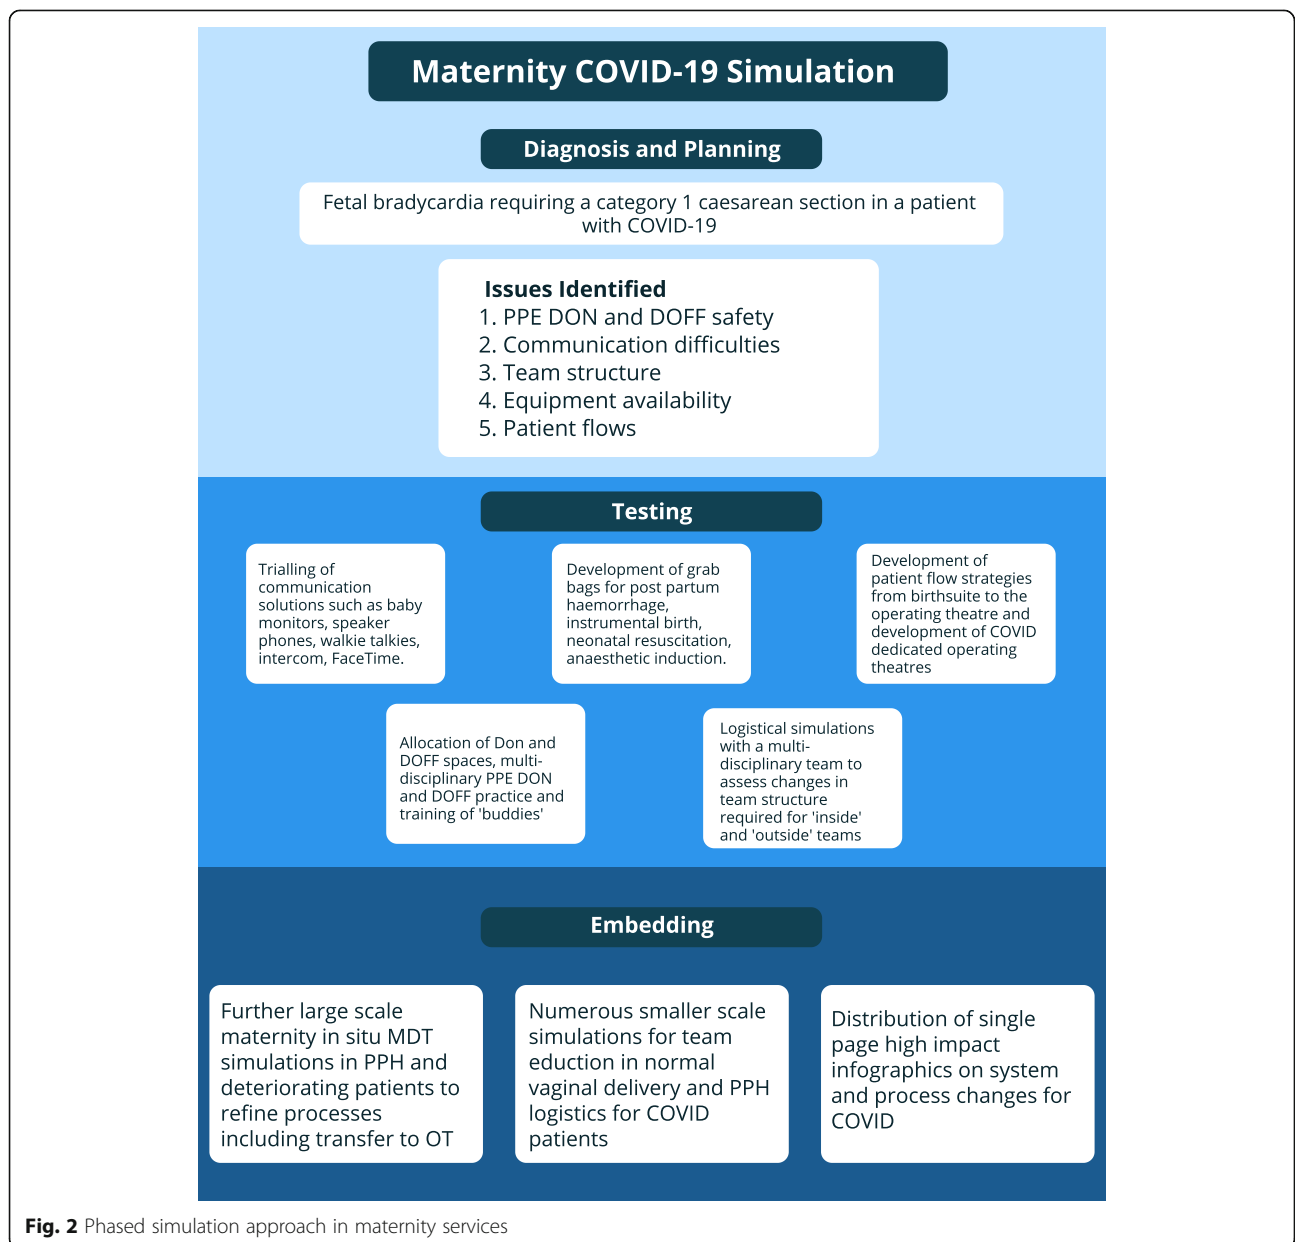 Maternity COVID-19 Simulation
Diagnosis and Planning
Fetal bradycardia requiring a category 1 caesarean section in a patient
with COVID-19
Issues Identified
1. PPE DON and DOFF safety
2. Communication difficulties
3. Team structure
4. Equipment availability
5. Patient flows
Testing
Trialling of
communication
solutions such as baby
monitors, speaker
phones, walkie talkies,
intercom, FaceTime.
Development of grab
bags for post partum
haemorrhage,
instrumental birth,
neonatal resuscitation,
anaesthetic induction.
Development of
patient flow strategies
from birthsuite to the
operating theatre and
development of COVID
dedicated operating
theatres
Allocation of Don and
DOFF spaces, multi-
disciplinary PPE DON
and DOFF practice and
training of 'buddies'
Logistical simulations
with a multi-
disciplinary team to
assess changes in
team structure
required for 'inside'
and 'outside' teams
Embedding
Further large scale
maternity in situ MDT
simulations in PPH and
deteriorating patients to
refine processes
including transfer to OT
Numerous smaller scale
simulations for team
eduction in normal
vaginal delivery and PPH
logistics for COVID
patients
Distribution of single
page high impact
infographics on system
and process changes for
COVID
Fig. 2 Phased simulation approach in maternity services